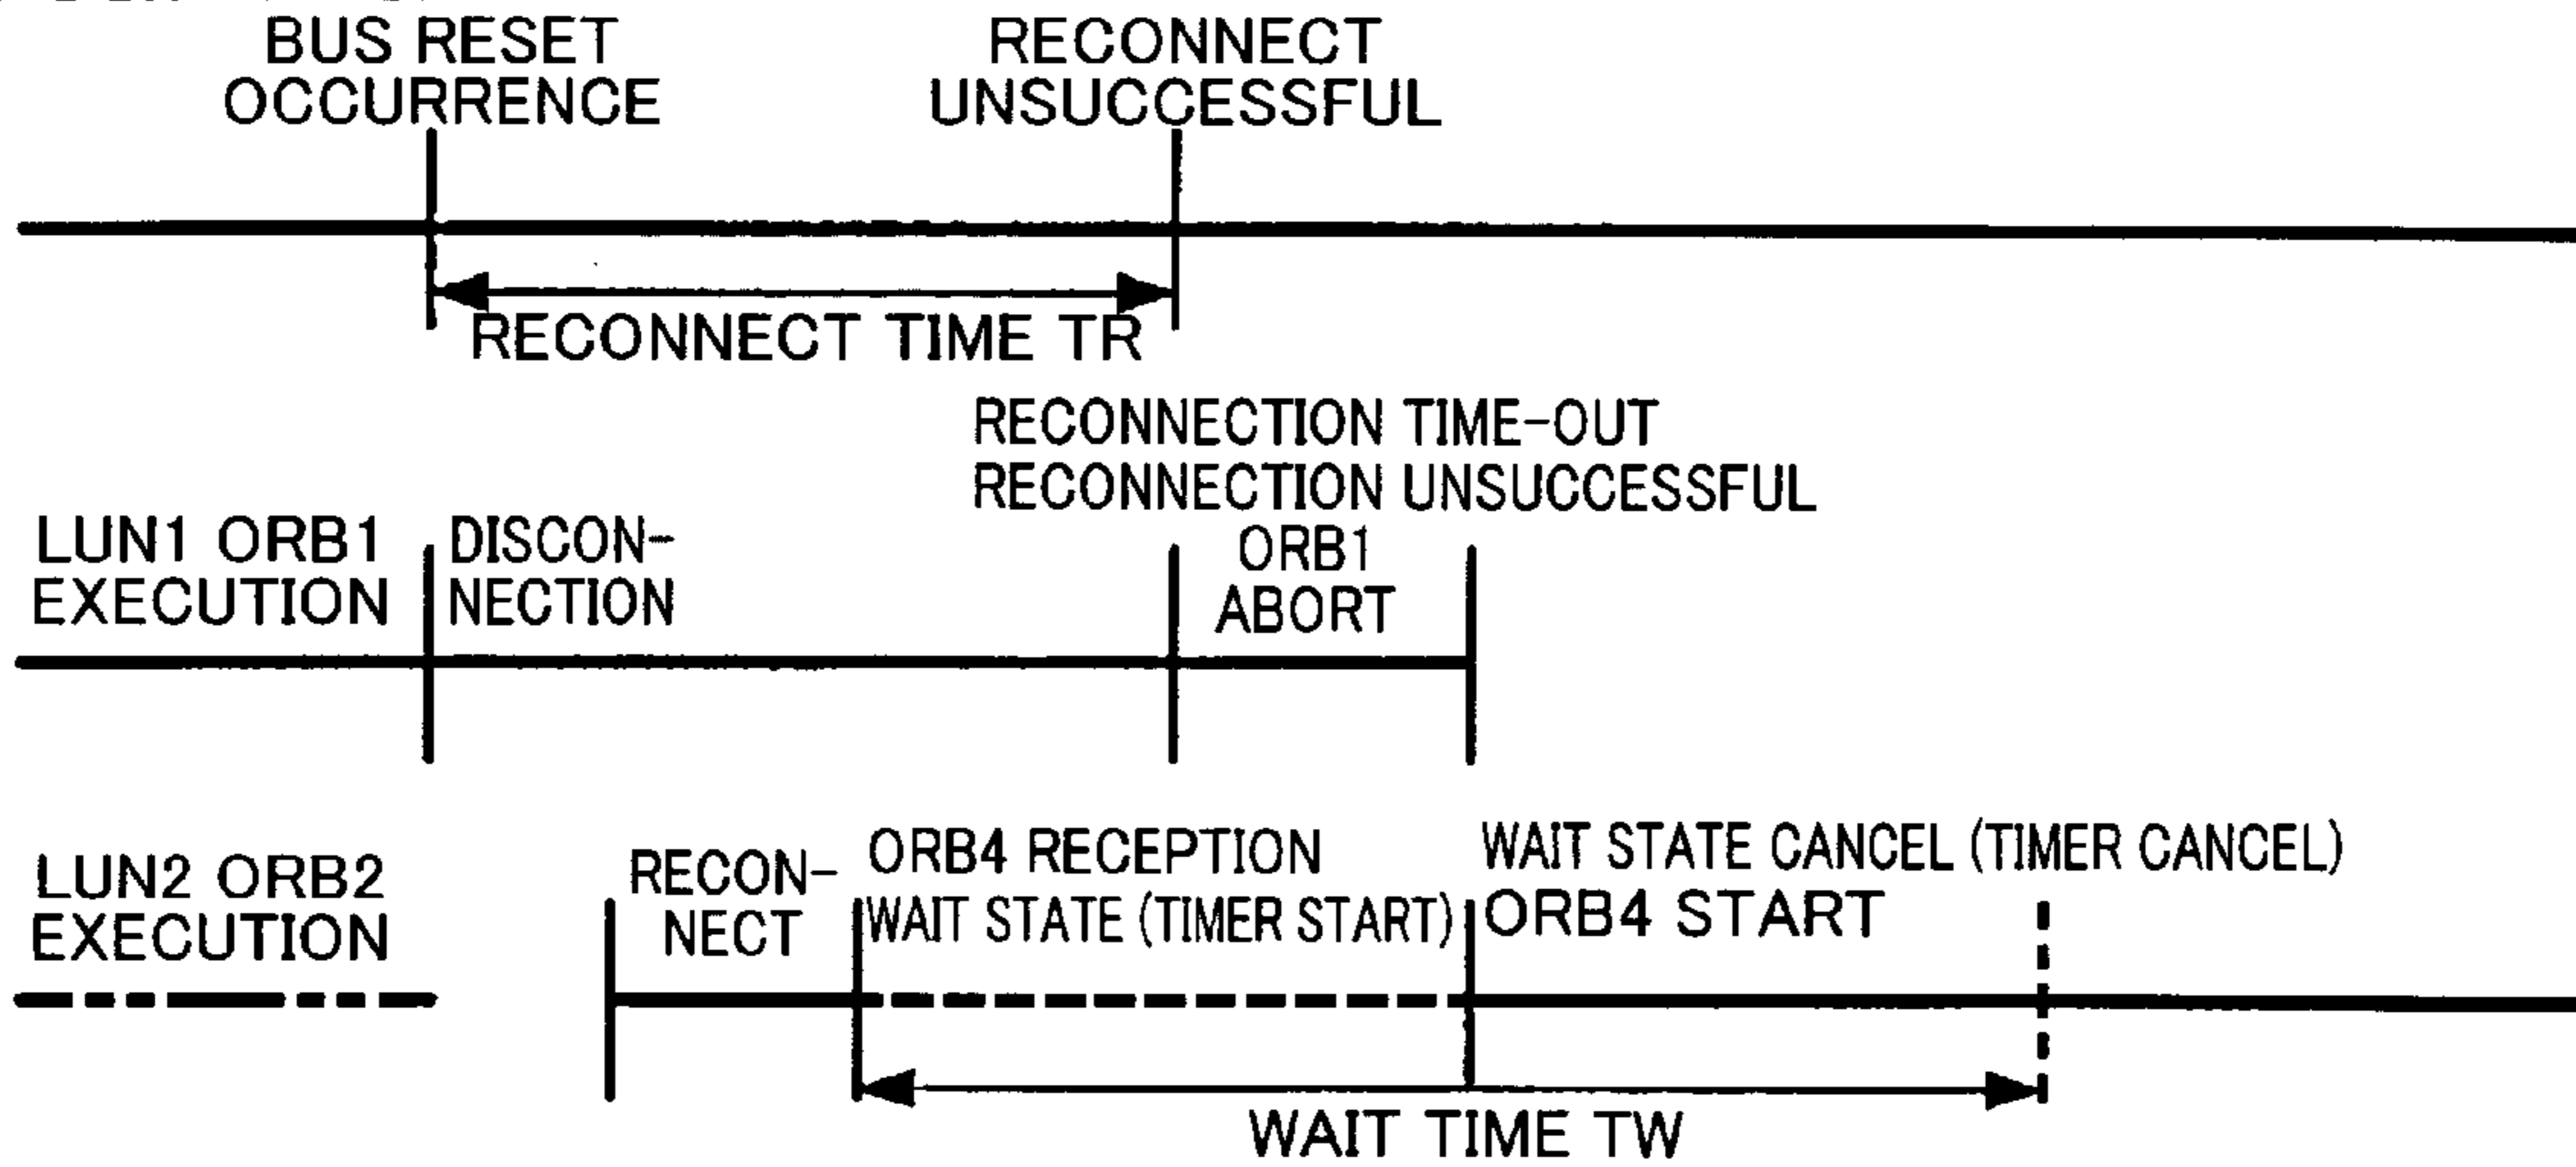 BUS RESET
OCCURRENCE
RECONNECT
UNSUCCESSFUL
RECONNECT TIME TR
RECONNECTION TIME-OUT
RECONNECTION UNSUCCESSFUL
LUN1 ORB1
EXECUTION
DISCON-
NECTION
ORB1
ABORT
LUN2 ORB2
EXECUTION
RECON-
NECT
ORB4 RECEPTION
WAIT STATE (TIMER START)
WAIT STATE CANCEL (TIMER CANCEL)
ORB4 START
WAIT TIME TW